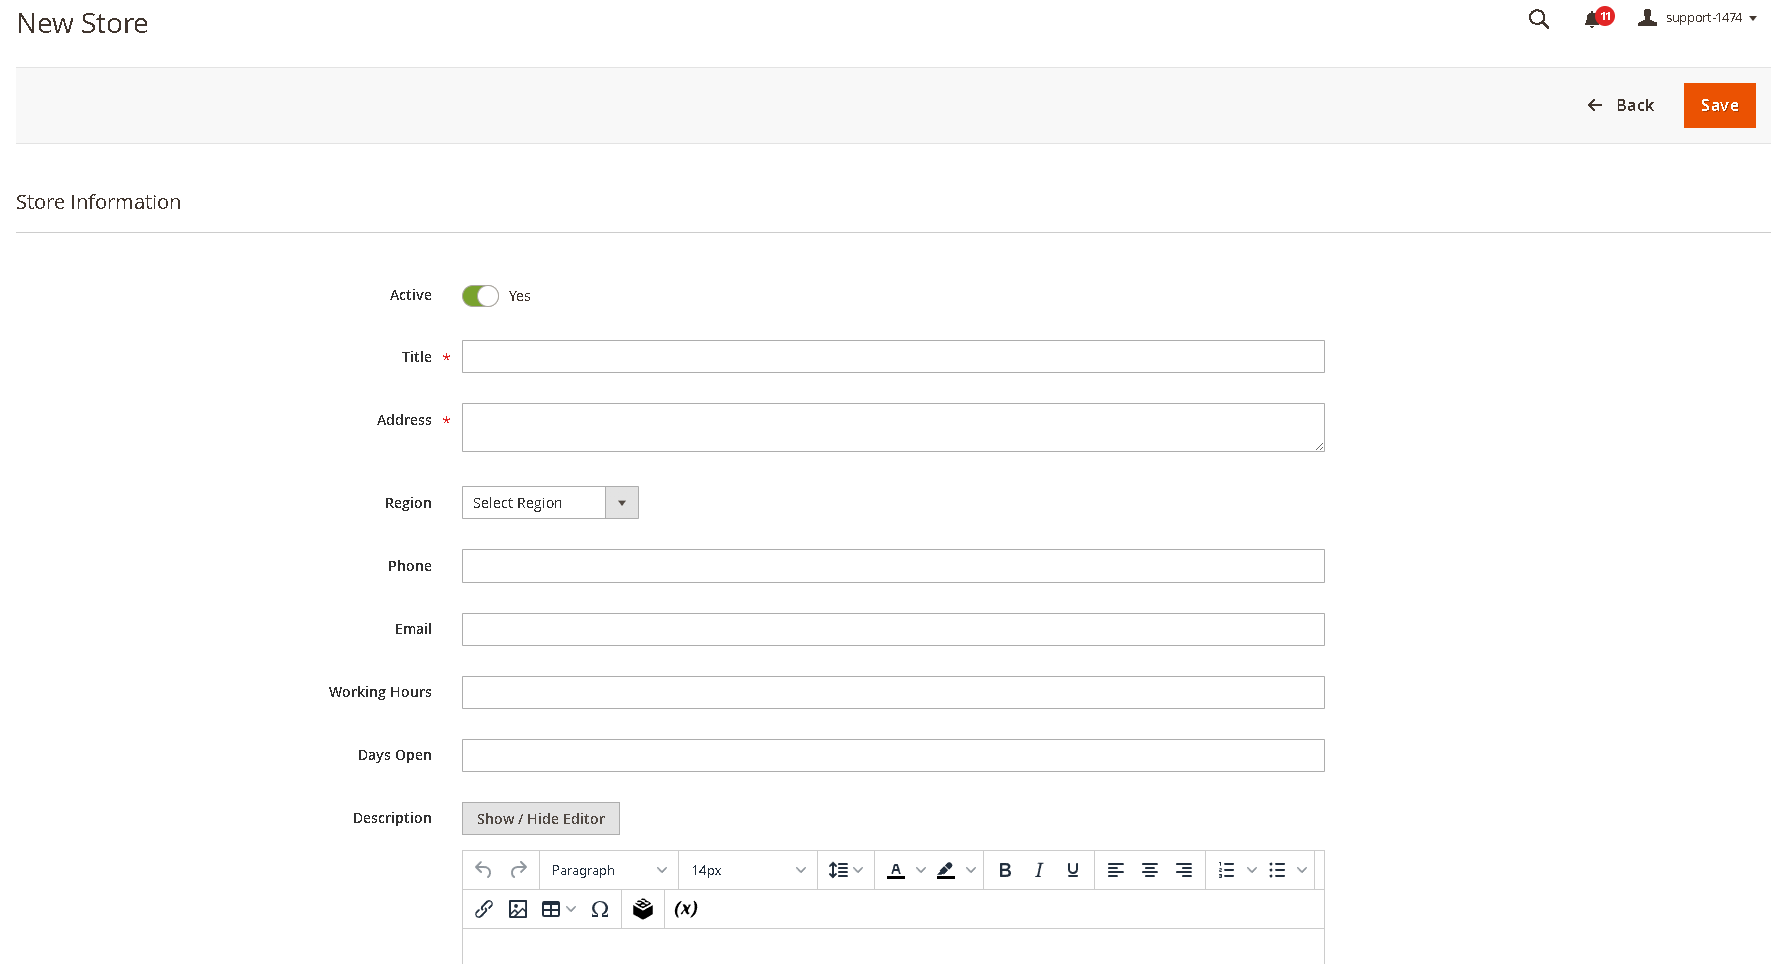 New Store
11
support-1474
Back
Save
Store Information
Active
Yes
Title *
Address *
Region
Select Region
Phone
Email
Working Hours
Days Open
Description
Show / Hide Editor
Paragraph
14px
A
B
I
U
Ω
(x)